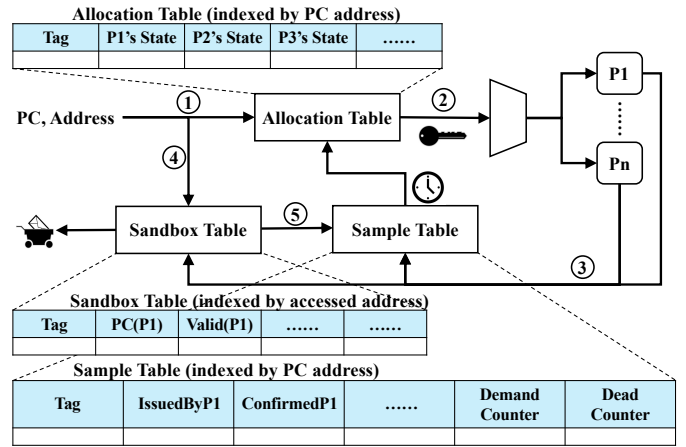 Allocation Table (indexed by PC address)
Tag P1's State P2's State P3's State ......
PC, Address ① Allocation Table ② P1
......
Pn
④
Sandbox Table ⑤ Sample Table
③
Sandbox Table (indexed by accessed address)
Tag PC(P1) Valid(P1) ...... ......
Sample Table (indexed by PC address)
Tag IssuedByP1 ConfirmedP1 ...... Demand Counter Dead Counter